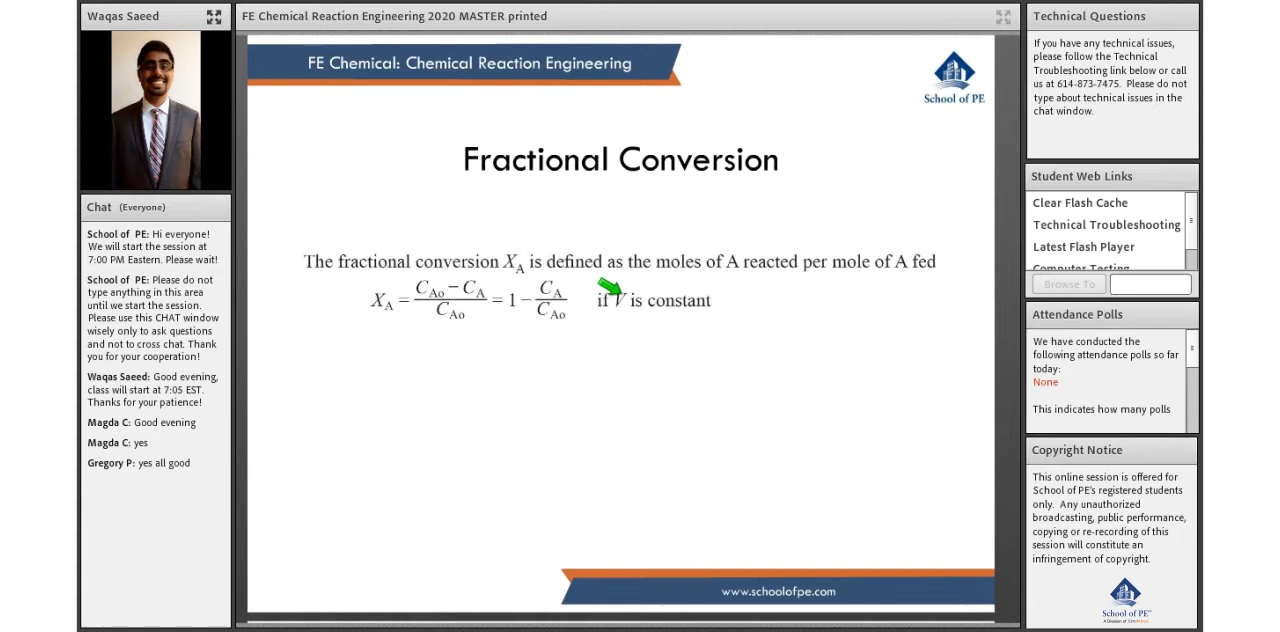 Waqas Saeed
FE Chemical Reaction Engineering 2020 MASTER printed
Technical Questions
If you have any technical issues,
please follow the Technical
Troubleshooting link below or call
us at 614-873-7475. Please do not
type about technical issues in the
chat window.
FE Chemical: Chemical Reaction Engineering
School of PE
Fractional Conversion
The fractional conversion X_A is defined as the moles of A reacted per mole of A fed
X_A = (C_Ao − C_A)/C_Ao = 1 − C_A/C_Ao if V is constant
www.schoolofpe.com
Chat (Everyone)
School of PE: Hi everyone!
We will start the session at
7:00 PM Eastern. Please wait!
School of PE: Please do not
type anything in this area
until we start the session.
Please use this CHAT window
wisely only to ask questions
and not to cross chat. Thank
you for your cooperation!
Waqas Saeed: Good evening,
class will start at 7:05 EST.
Thanks for your patience!
Magda C: Good evening
Magda C: yes
Gregory P: yes all good
Student Web Links
Clear Flash Cache
Technical Troubleshooting
Latest Flash Player
Computer Testing
Browse To
Attendance Polls
We have conducted the
following attendance polls so far
today:
None
This indicates how many polls
Copyright Notice
This online session is offered for
School of PE's registered students
only. Any unauthorized
broadcasting, public performance,
copying or re-recording of this
session will constitute an
infringement of copyright.
School of PE